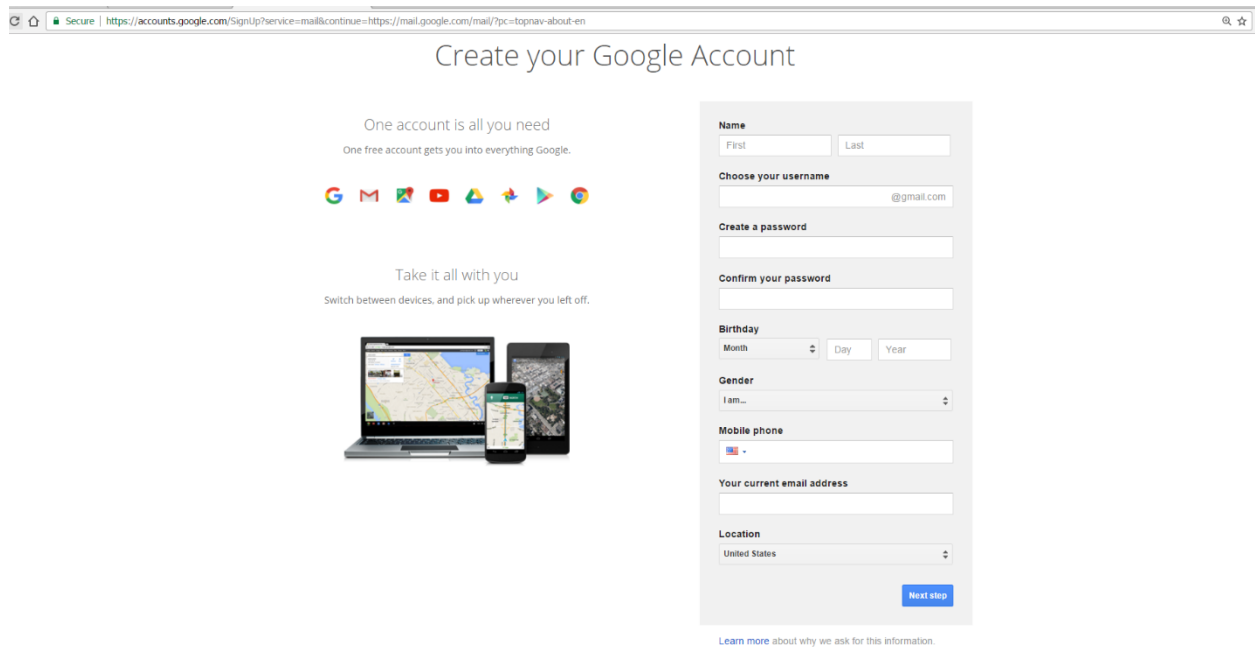 Secure | https://accounts.google.com/SignUp?service=mail&continue=https://mail.google.com/mail/?pc=topnav-about-en
Create your Google Account
One account is all you need
One free account gets you into everything Google.
Take it all with you
Switch between devices, and pick up wherever you left off.
Name
First Last
Choose your username
@gmail.com
Create a password
Confirm your password
Birthday
Month Day Year
Gender
I am...
Mobile phone
Your current email address
Location
United States
Next step
Learn more about why we ask for this information.